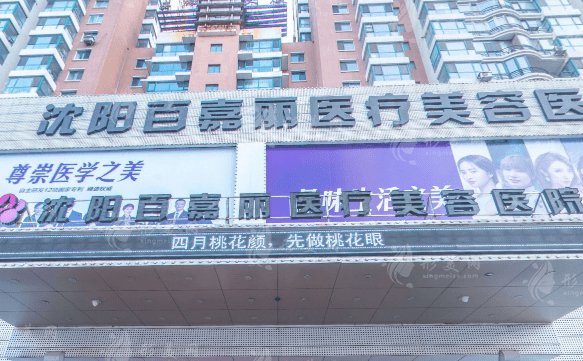 沈阳百嘉丽医疗美容医
尊崇医学之美
沈阳百嘉丽医疗美容医院
四月桃花颜，先做桃花眼